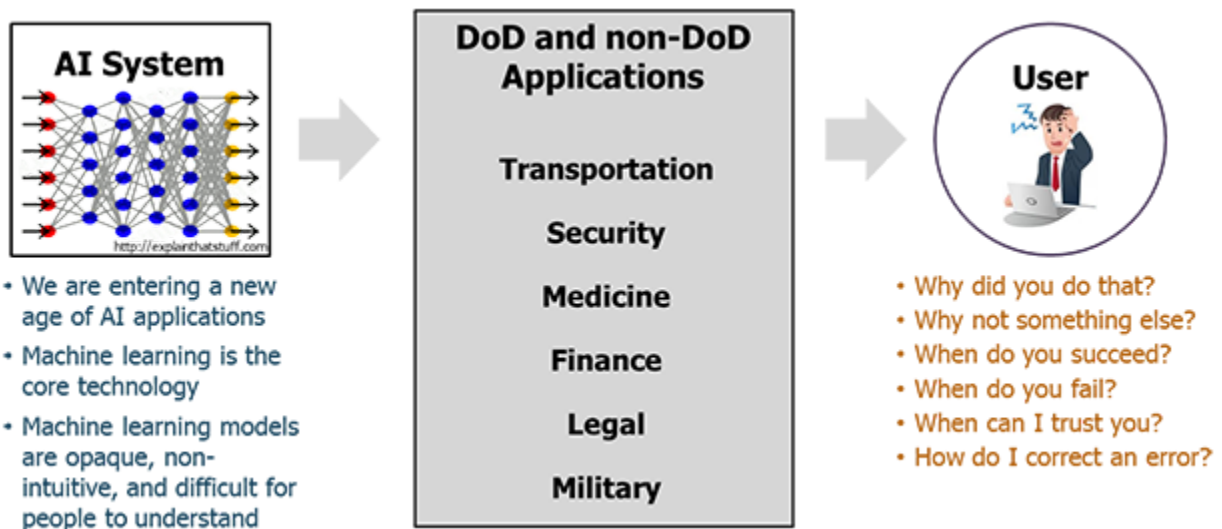 AI System
http://explainthatstuff.com
• We are entering a new
age of AI applications
• Machine learning is the
core technology
• Machine learning models
are opaque, non-
intuitive, and difficult for
people to understand
DoD and non-DoD
Applications
Transportation
Security
Medicine
Finance
Legal
Military
User
• Why did you do that?
• Why not something else?
• When do you succeed?
• When do you fail?
• When can I trust you?
• How do I correct an error?